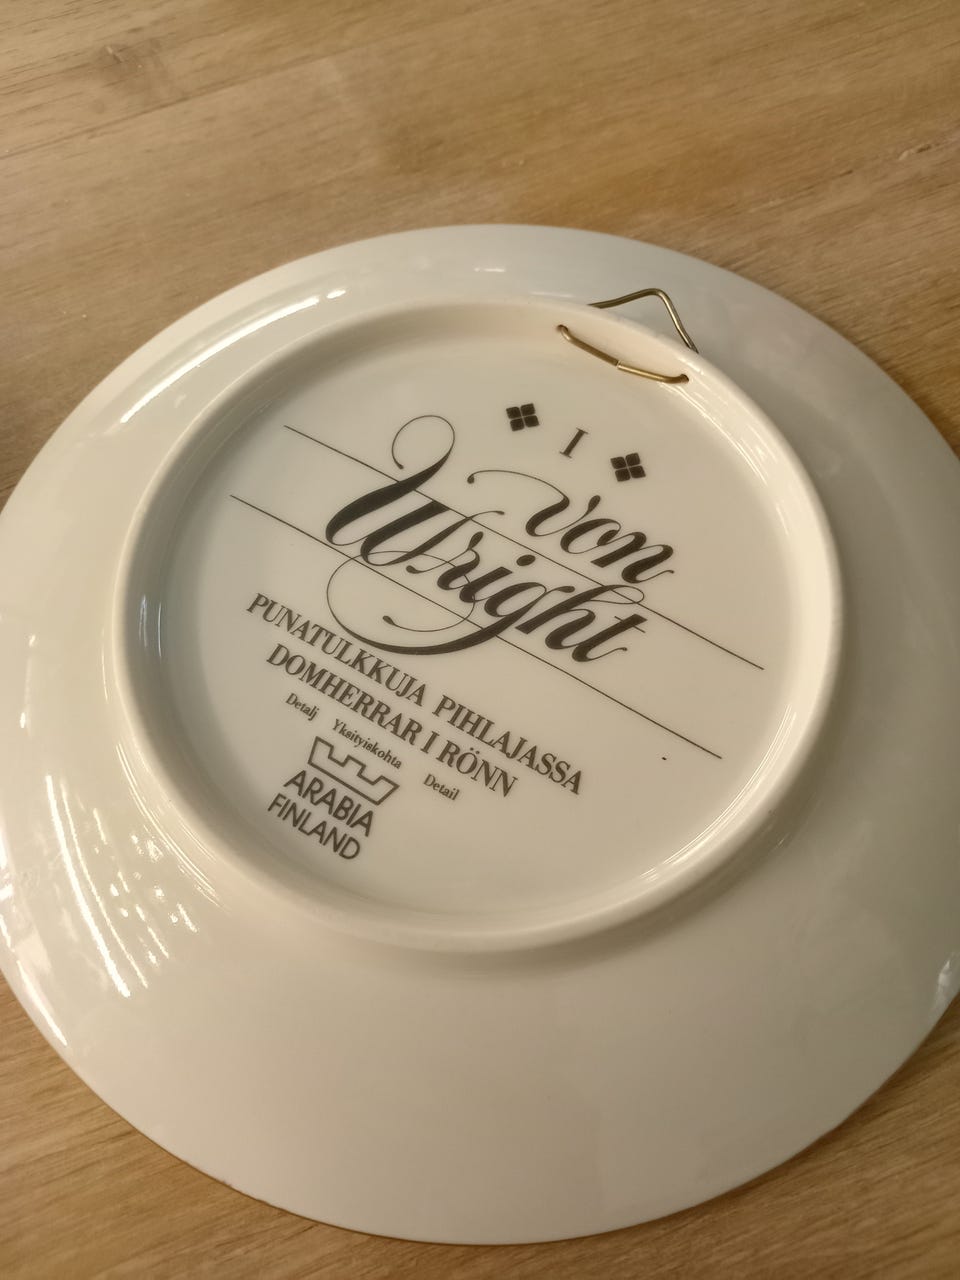 I
von
Wright
PUNATULKKUJA PIHLAJASSA
DOMHERRAR I RÖNN
Detalj Yksityiskohta Detail
ARABIA
FINLAND